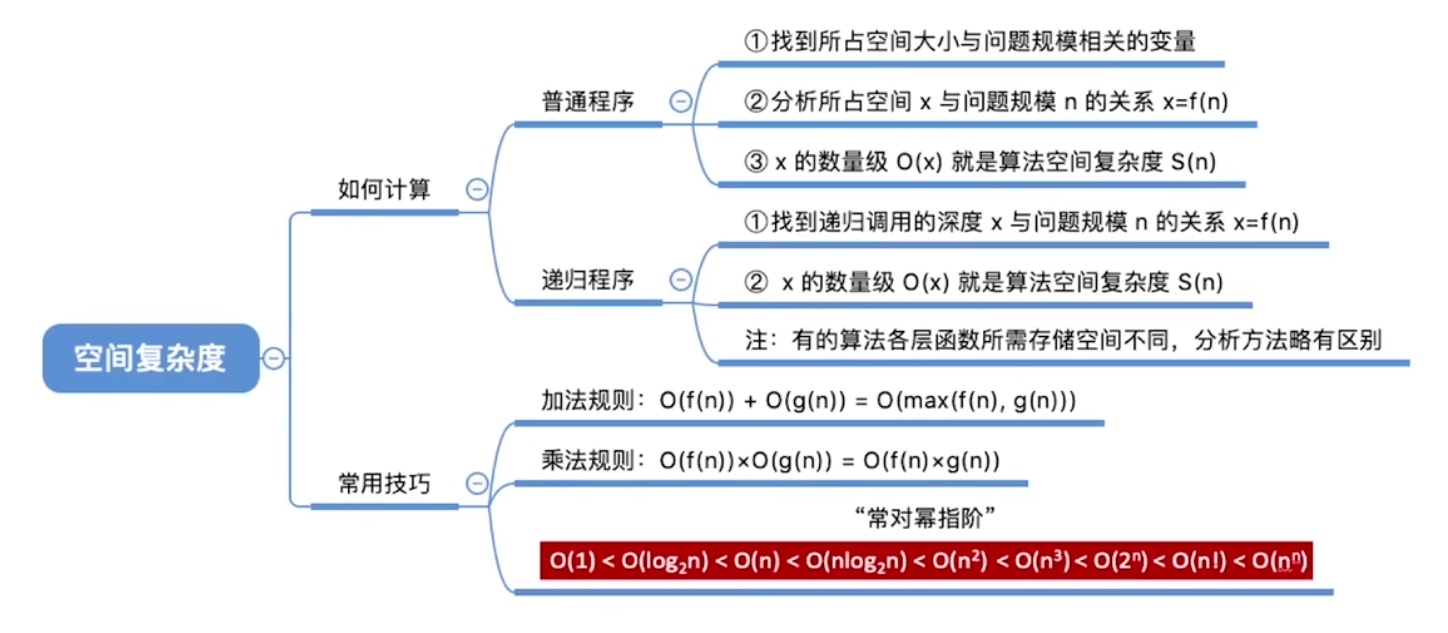 空间复杂度
如何计算
普通程序
①找到所占空间大小与问题规模相关的变量
②分析所占空间 x 与问题规模 n 的关系 x=f(n)
③ x 的数量级 O(x) 就是算法空间复杂度 S(n)
递归程序
①找到递归调用的深度 x 与问题规模 n 的关系 x=f(n)
② x 的数量级 O(x) 就是算法空间复杂度 S(n)
注：有的算法各层函数所需存储空间不同，分析方法略有区别
常用技巧
加法规则：O(f(n)) + O(g(n)) = O(max(f(n), g(n)))
乘法规则：O(f(n))×O(g(n)) = O(f(n)×g(n))
“常对幂指阶”
O(1) < O(log₂n) < O(n) < O(nlog₂n) < O(n²) < O(n³) < O(2ⁿ) < O(n!) < O(nⁿ)